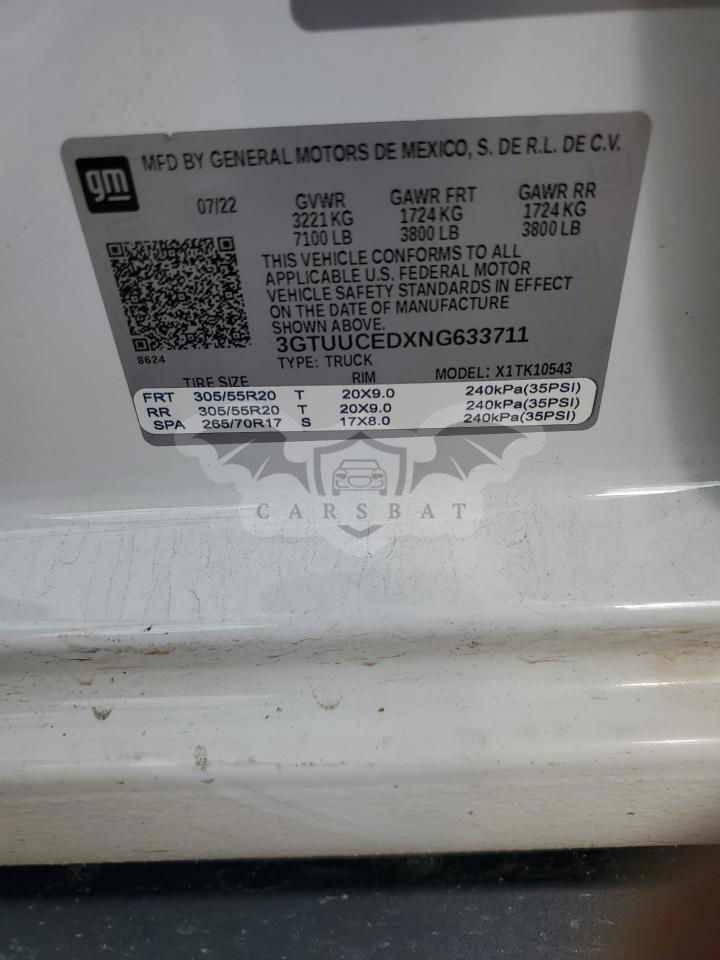 gm
MFD BY GENERAL MOTORS DE MEXICO, S. DE R.L. DE C.V.
07/22 GVWR GAWR FRT GAWR RR
3221 KG 1724 KG 1724 KG
7100 LB 3800 LB 3800 LB
THIS VEHICLE CONFORMS TO ALL
APPLICABLE U.S. FEDERAL MOTOR
VEHICLE SAFETY STANDARDS IN EFFECT
ON THE DATE OF MANUFACTURE
SHOWN ABOVE.
3GTUUCEDXNG633711
8624
TYPE: TRUCK MODEL: X1TK10543
TIRE SIZE RIM
FRT 305/55R20 T 20X9.0 240kPa(35PSI)
RR 305/55R20 T 20X9.0 240kPa(35PSI)
SPA 265/70R17 S 17X8.0 240kPa(35PSI)
CARSBAT